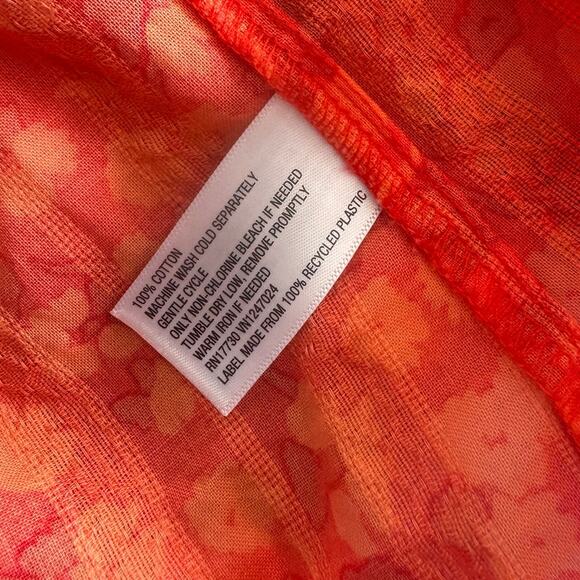 100% COTTON
MACHINE WASH COLD SEPARATELY
GENTLE CYCLE
ONLY NON-CHLORINE BLEACH IF NEEDED
TUMBLE DRY LOW, REMOVE PROMPTLY
WARM IRON IF NEEDED
RN17730 VN1247024
LABEL MADE FROM 100% RECYCLED PLASTIC